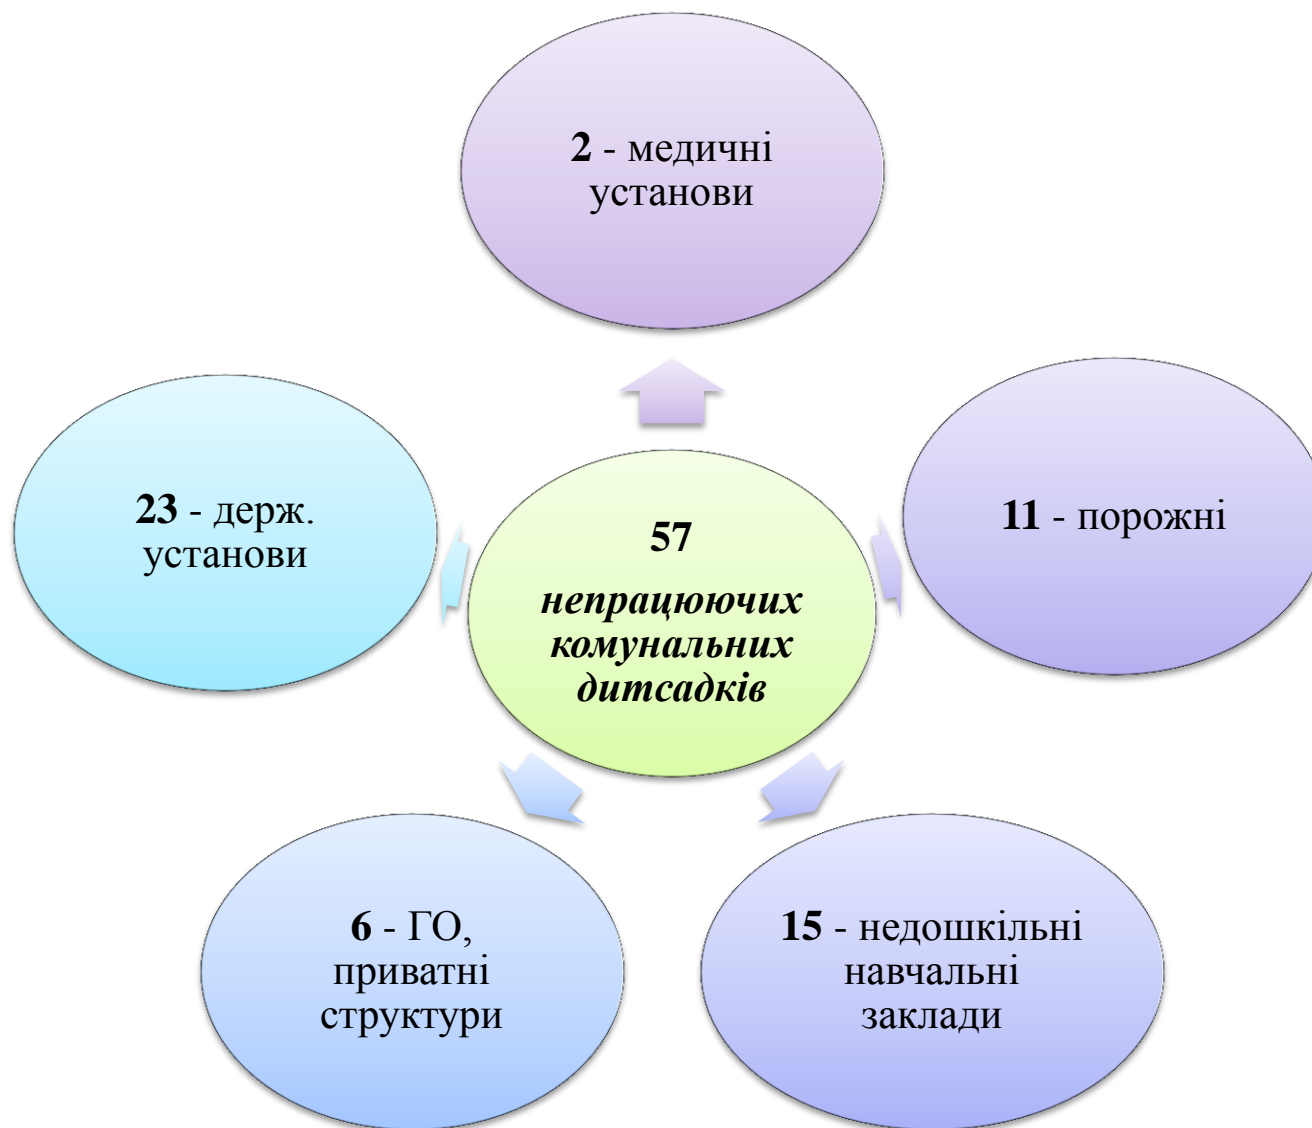 2 - медичні
установи
23 - держ.
установи
57
непрацюючих
комунальних
дитсадків
11 - порожні
6 - ГО,
приватні
структури
15 - недошкільні
навчальні
заклади